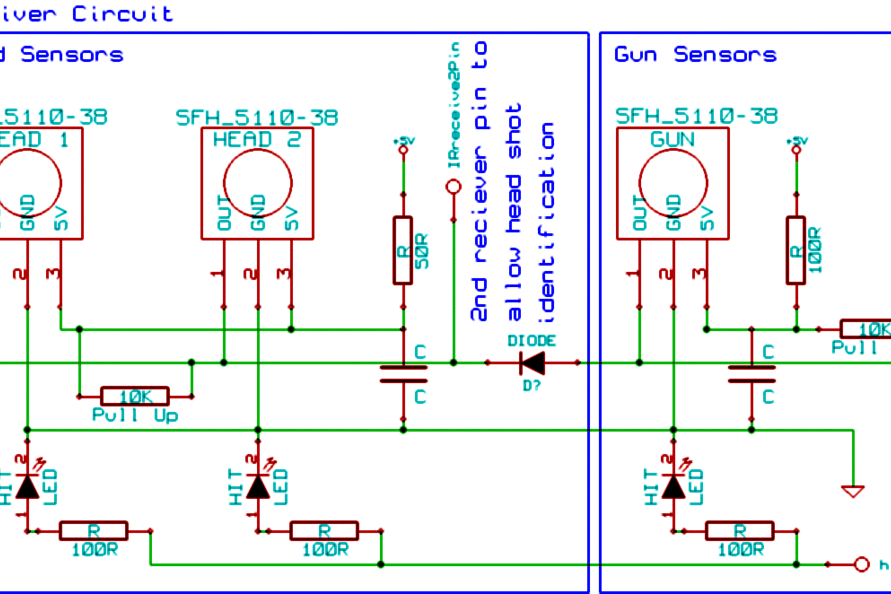 iver Circuit
d Sensors
Gun Sensors
_5110-38
EAD 1
GND
5V
2
3
SFH_5110-38
HEAD 2
OUT
GND
5V
1
2
3
+5V
R
50R
IRreceive2Pin
2nd reciever pin to
allow head shot
identification
SFH_5110-38
GUN
OUT
GND
5V
1
2
3
+5V
R
100R
10K
Pull
DIODE
D?
C
C
C
C
10K
Pull Up
HIT
LED
2
1
R
100R
HIT
LED
2
1
R
100R
HIT
LED
2
1
R
100R
h